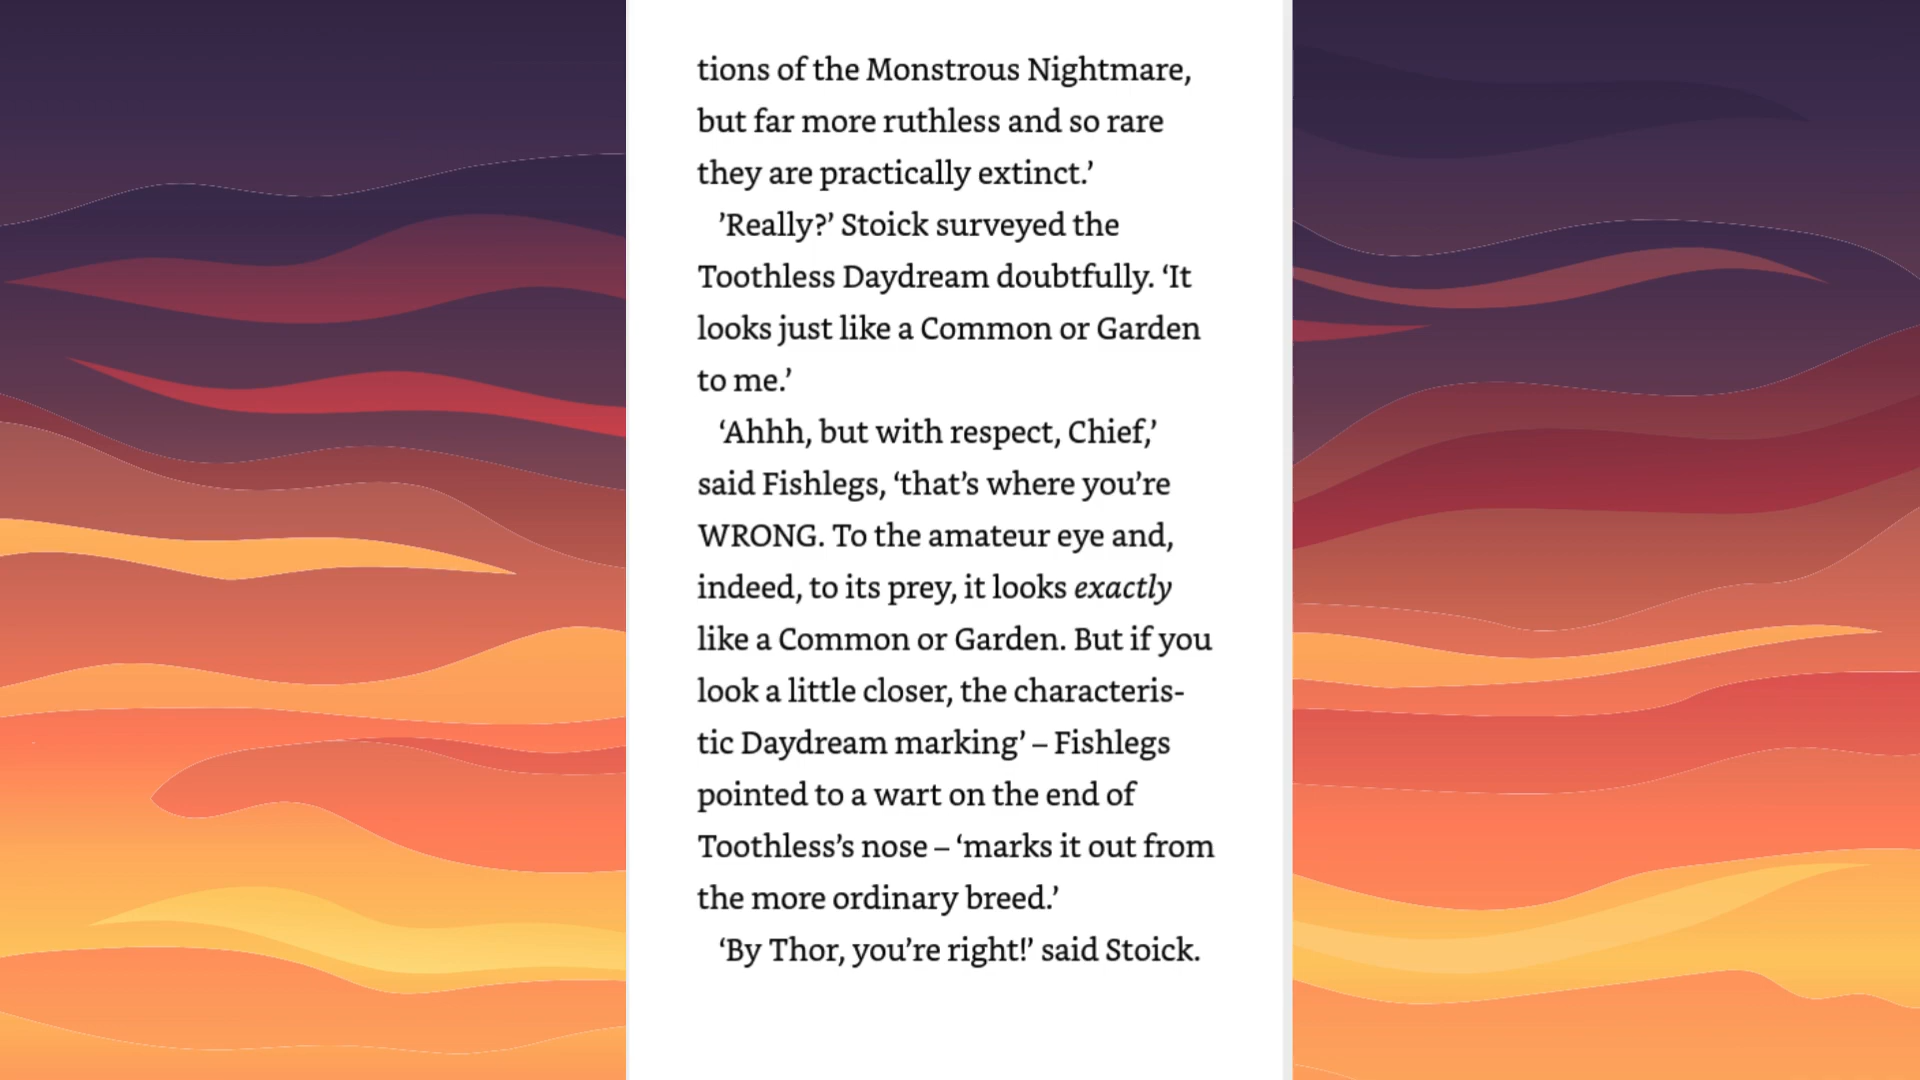 tions of the Monstrous Nightmare,
but far more ruthless and so rare
they are practically extinct.’
’Really?’ Stoick surveyed the
Toothless Daydream doubtfully. ‘It
looks just like a Common or Garden
to me.’
‘Ahhh, but with respect, Chief,’
said Fishlegs, ‘that’s where you’re
WRONG. To the amateur eye and,
indeed, to its prey, it looks exactly
like a Common or Garden. But if you
look a little closer, the characteris-
tic Daydream marking’ – Fishlegs
pointed to a wart on the end of
Toothless’s nose – ‘marks it out from
the more ordinary breed.’
‘By Thor, you’re right!’ said Stoick.